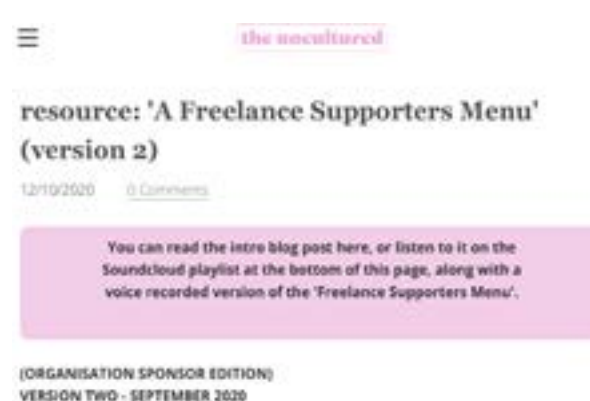 the uncultured
resource: 'A Freelance Supporters Menu'
(version 2)
12/10/2020 0 Comments
You can read the intro blog post here, or listen to it on the
Soundcloud playlist at the bottom of this page, along with a
voice recorded version of the 'Freelance Supporters Menu'.
(ORGANISATION SPONSOR EDITION)
VERSION TWO - SEPTEMBER 2020